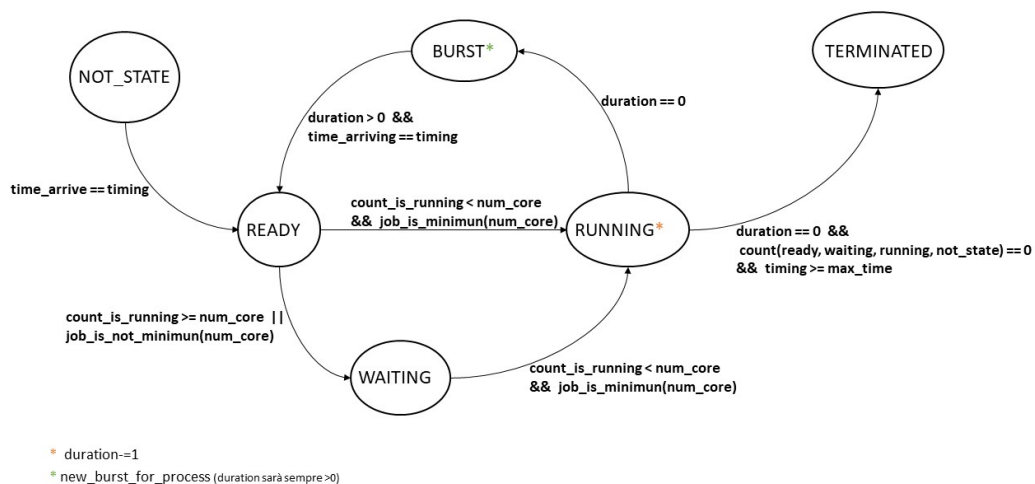 BURST*
TERMINATED
NOT_STATE
duration == 0
duration > 0 &&
time_arriving == timing
time_arrive == timing
count_is_running < num_core
&& job_is_minimun(num_core)
READY
RUNNING*
duration == 0 &&
count(ready, waiting, running, not_state) == 0
&& timing >= max_time
count_is_running >= num_core ||
job_is_not_minimun(num_core)
WAITING
count_is_running < num_core
&& job_is_minimun(num_core)
* duration-=1
* new_burst_for_process (duration sarà sempre >0)